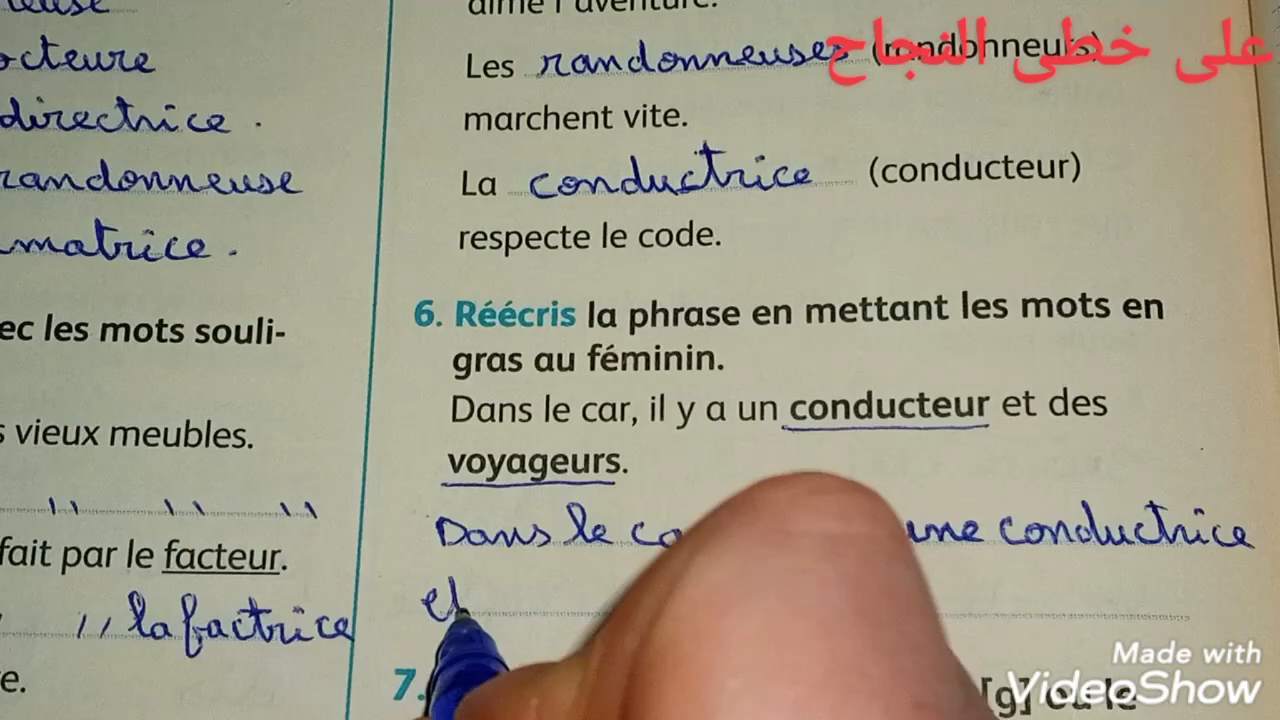 octeure
directrice.
randonneuse
matrice.
ec les mots souli-
s vieux meubles.
fait par le facteur.
la factrice
e.
aime l'aventure.
Les randonneuses (randonneurs)
marchent vite.
La conductrice (conducteur)
respecte le code.
6. Réécris la phrase en mettant les mots en
gras au féminin.
Dans le car, il y a un conducteur et des
voyageurs.
Dans le ca une conductrice
et
7. [g] ou le
على خطى النجاح
Made with
VideoShow